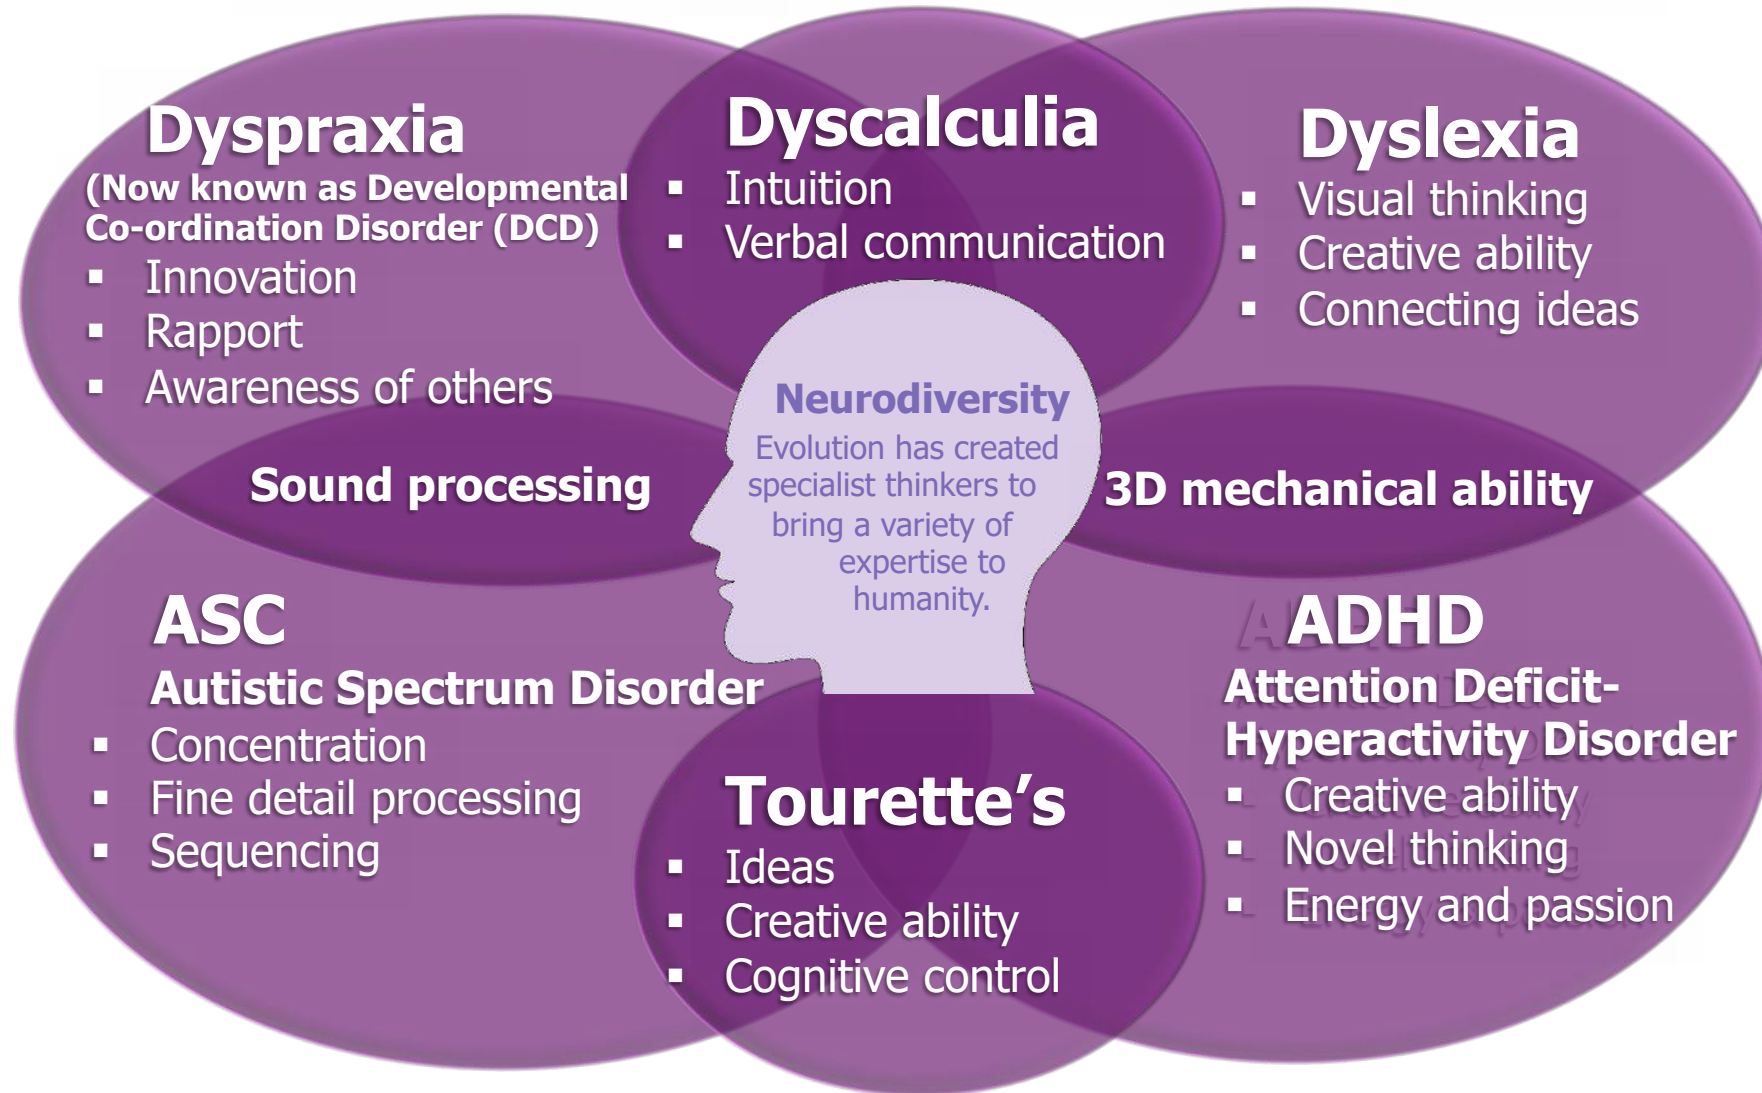 Dyspraxia
(Now known as Developmental
Co-ordination Disorder (DCD)
▪ Innovation
▪ Rapport
▪ Awareness of others
Dyscalculia
▪ Intuition
▪ Verbal communication
Dyslexia
▪ Visual thinking
▪ Creative ability
▪ Connecting ideas
Sound processing
Neurodiversity
Evolution has created
specialist thinkers to
bring a variety of
expertise to
humanity.
3D mechanical ability
ASC
Autistic Spectrum Disorder
▪ Concentration
▪ Fine detail processing
▪ Sequencing
Tourette’s
▪ Ideas
▪ Creative ability
▪ Cognitive control
ADHD
Attention Deficit-
Hyperactivity Disorder
▪ Creative ability
▪ Novel thinking
▪ Energy and passion